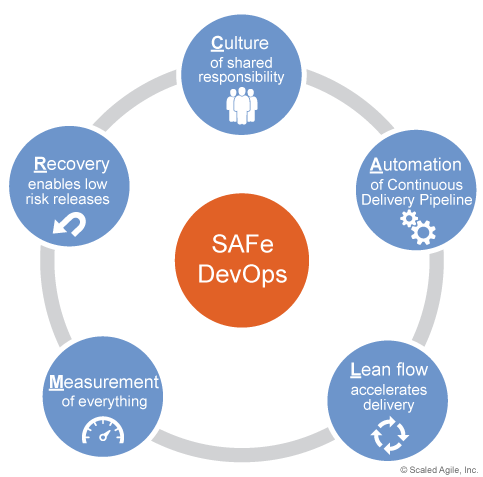 Culture
of shared
responsibility
Automation
of Continuous
Delivery Pipeline
Lean flow
accelerates
delivery
Measurement
of everything
Recovery
enables low
risk releases
SAFe
DevOps
© Scaled Agile, Inc.